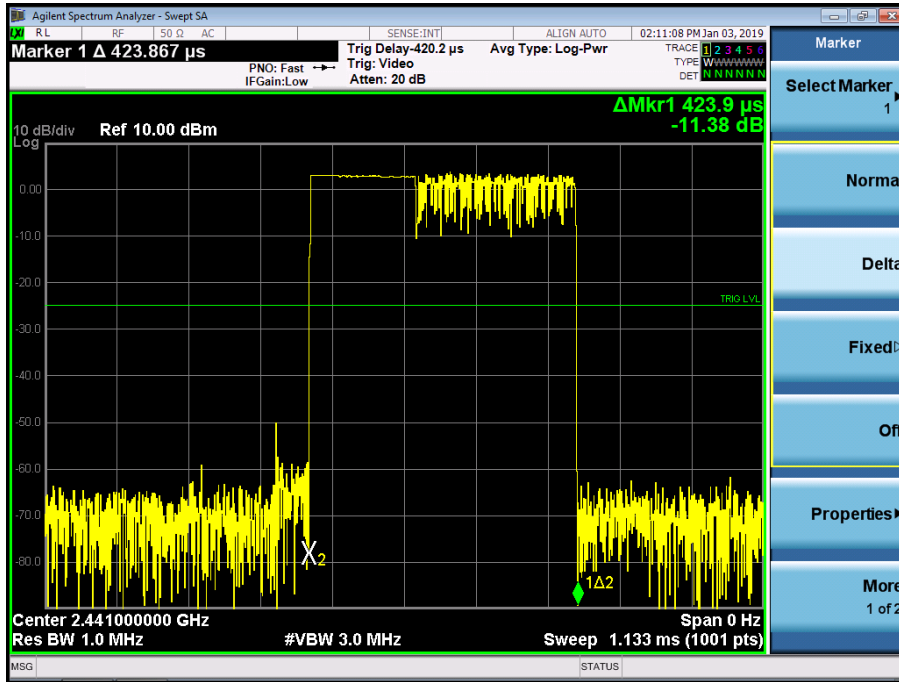 Agilent Spectrum Analyzer - Swept SA
LXI RL RF 50 Ω AC SENSE:INT ALIGN AUTO 02:11:08 PM Jan 03, 2019
Marker 1 Δ 423.867 µs
PNO: Fast
IFGain:Low
Trig Delay-420.2 µs
Trig: Video
Atten: 20 dB
Avg Type: Log-Pwr
TRACE 1 2 3 4 5 6
TYPE WWWWWW
DET N N N N N N
ΔMkr1 423.9 µs
-11.38 dB
10 dB/div Ref 10.00 dBm
Log
0.00
-10.0
-20.0
TRIG LVL
-30.0
-40.0
-50.0
-60.0
-70.0
-80.0
2
1Δ2
Center 2.441000000 GHz Span 0 Hz
Res BW 1.0 MHz #VBW 3.0 MHz Sweep 1.133 ms (1001 pts)
MSG STATUS
Marker
Select Marker
1
Norma
Delta
Fixed
Off
Properties
More
1 of 2